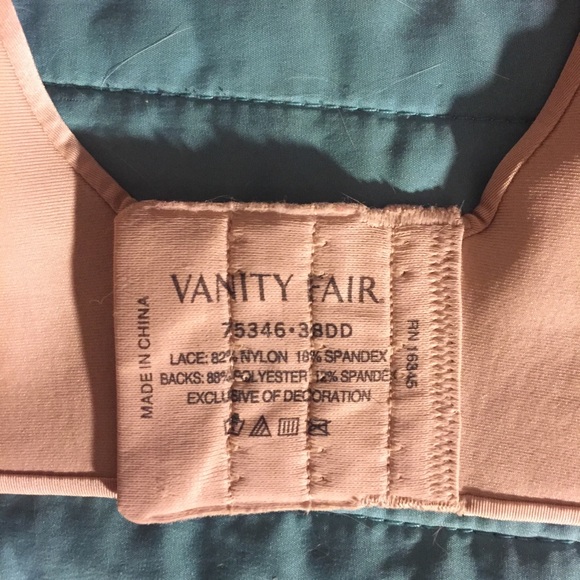 VANITY FAIR
75346·38DD
LACE: 82% NYLON 18% SPANDEX
BACKS: 88% POLYESTER 12% SPANDEX
EXCLUSIVE OF DECORATION
MADE IN CHINA
RN 16345